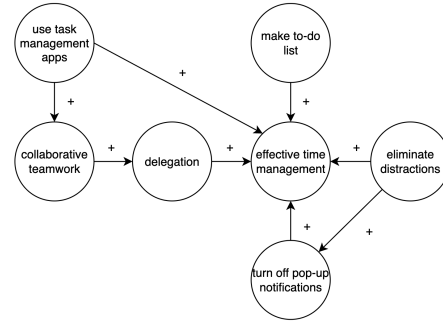 use task
management
apps
make to-do
list
+
+
+
collaborative
teamwork
+
delegation
+
effective time
management
+
eliminate
distractions
+
+
turn off pop-up
notifications